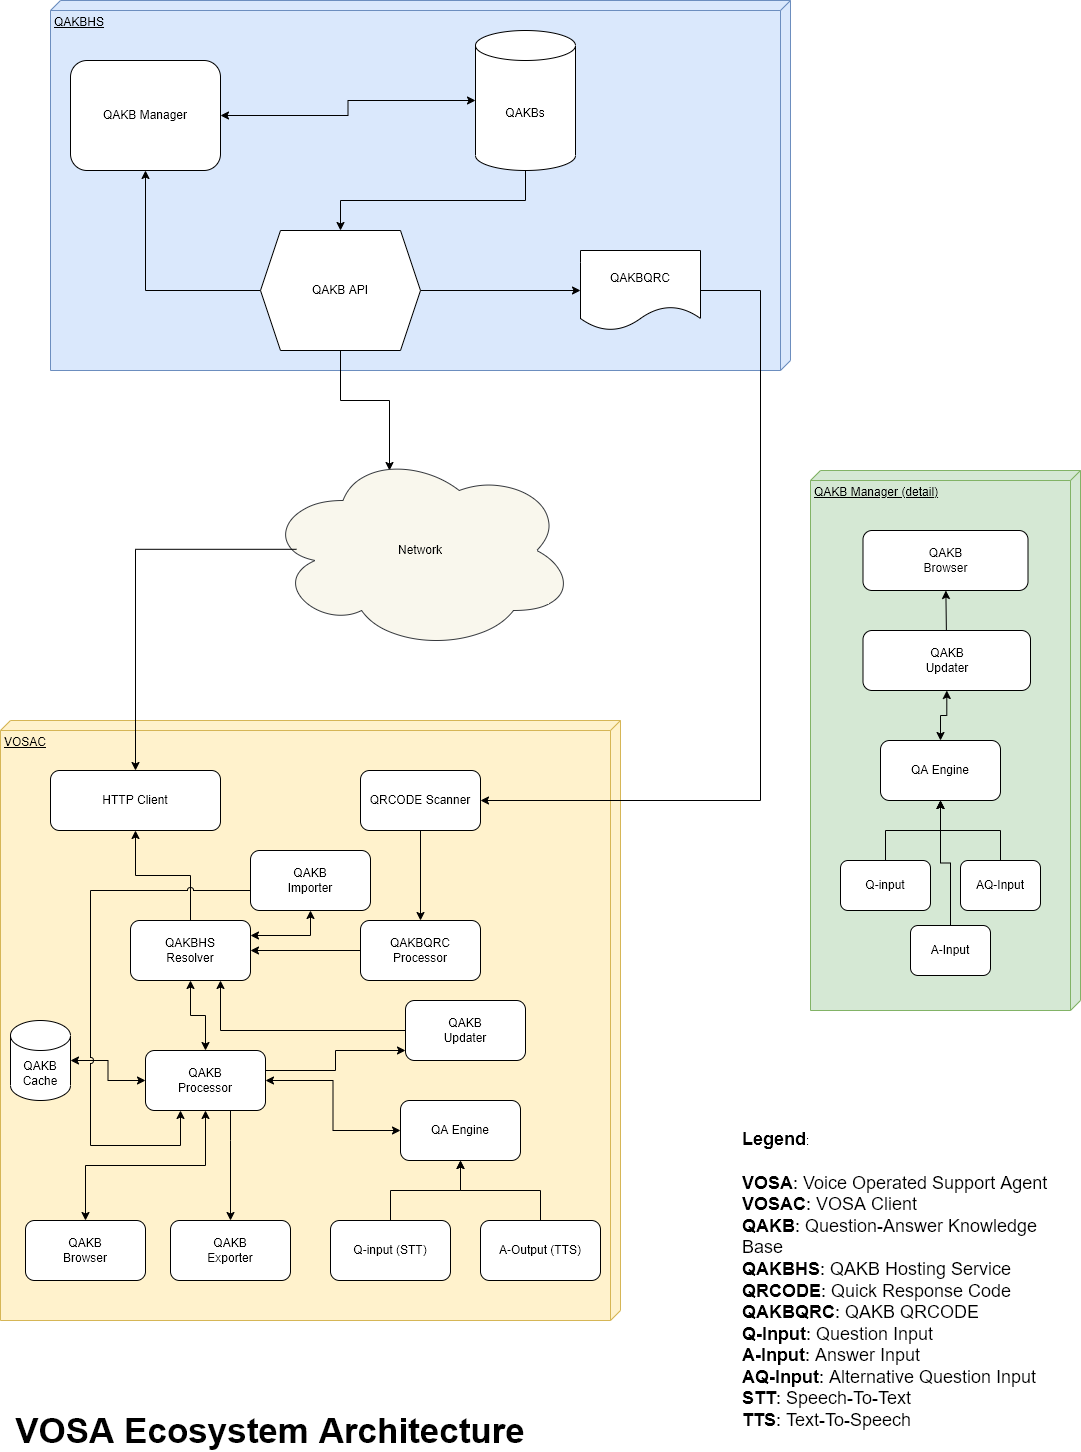 QAKBHS
QAKB Manager
QAKBs
QAKB API
QAKBQRC
Network
QAKB Manager (detail)
QAKB
Browser
QAKB
Updater
QA Engine
Q-input
AQ-Input
A-Input
VOSAC
HTTP Client
QRCODE Scanner
QAKB
Importer
QAKBHS
Resolver
QAKBQRC
Processor
QAKB
Updater
QAKB
Cache
QAKB
Processor
QA Engine
QAKB
Browser
QAKB
Exporter
Q-input (STT)
A-Output (TTS)
Legend:
VOSA: Voice Operated Support Agent
VOSAC: VOSA Client
QAKB: Question-Answer Knowledge
Base
QAKBHS: QAKB Hosting Service
QRCODE: Quick Response Code
QAKBQRC: QAKB QRCODE
Q-Input: Question Input
A-Input: Answer Input
AQ-Input: Alternative Question Input
STT: Speech-To-Text
TTS: Text-To-Speech
VOSA Ecosystem Architecture